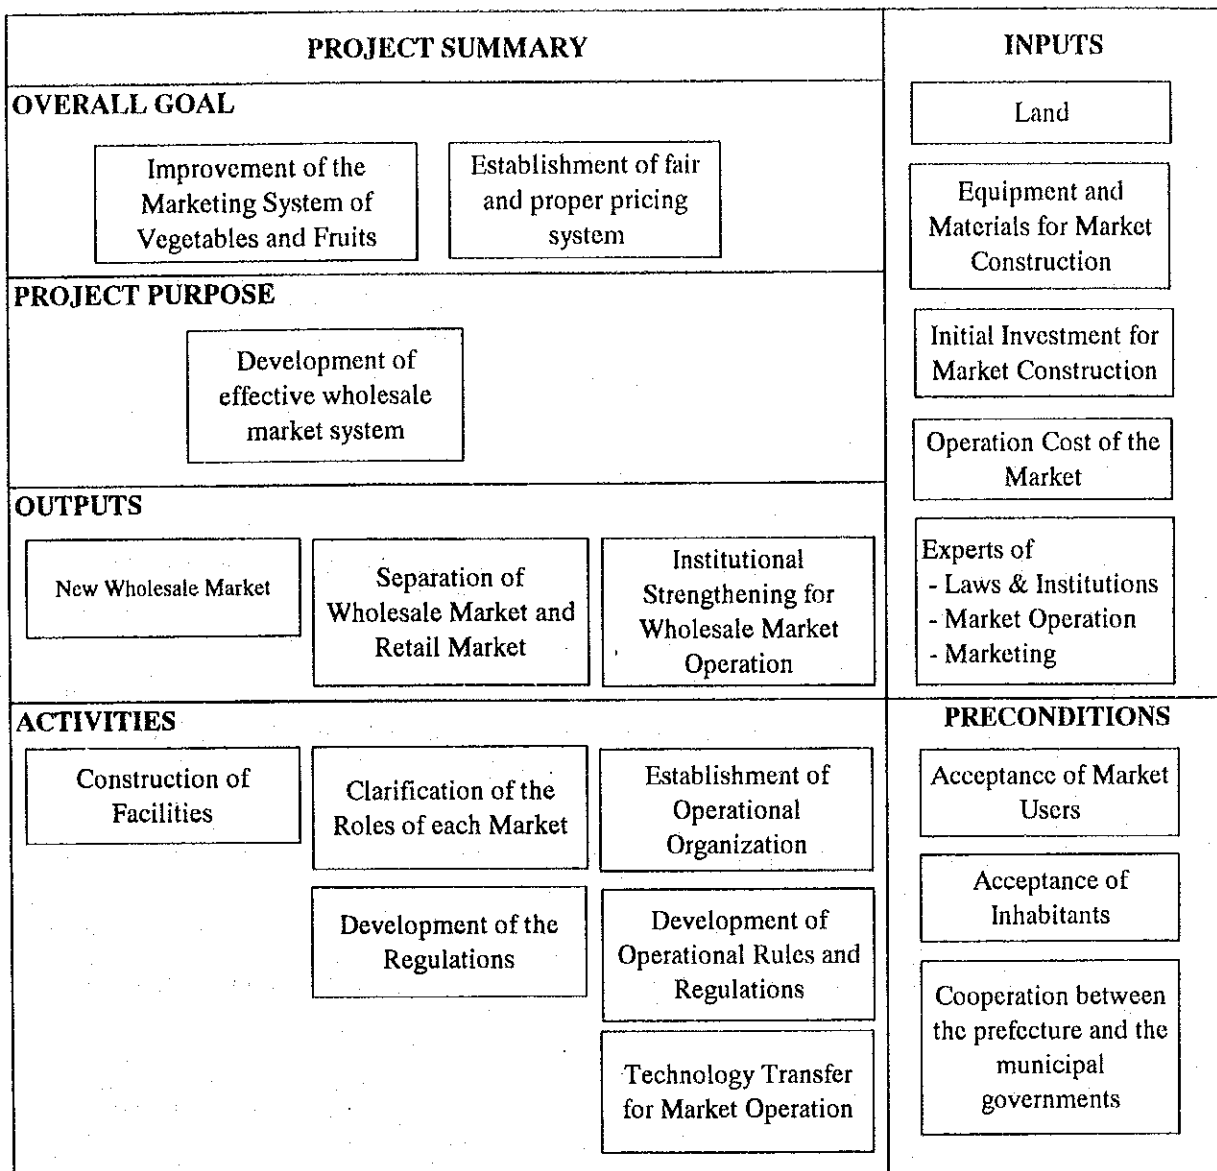 PROJECT SUMMARY
OVERALL GOAL
Improvement of the
Marketing System of
Vegetables and Fruits
Establishment of fair
and proper pricing
system
PROJECT PURPOSE
Development of
effective wholesale
market system
OUTPUTS
New Wholesale Market
Separation of
Wholesale Market and
Retail Market
Institutional
Strengthening for
Wholesale Market
Operation
ACTIVITIES
Construction of
Facilities
Clarification of the
Roles of each Market
Development of the
Regulations
Establishment of
Operational
Organization
Development of
Operational Rules and
Regulations
Technology Transfer
for Market Operation
INPUTS
Land
Equipment and
Materials for Market
Construction
Initial Investment for
Market Construction
Operation Cost of the
Market
Experts of
- Laws & Institutions
- Market Operation
- Marketing
PRECONDITIONS
Acceptance of Market
Users
Acceptance of
Inhabitants
Cooperation between
the prefecture and the
municipal
governments